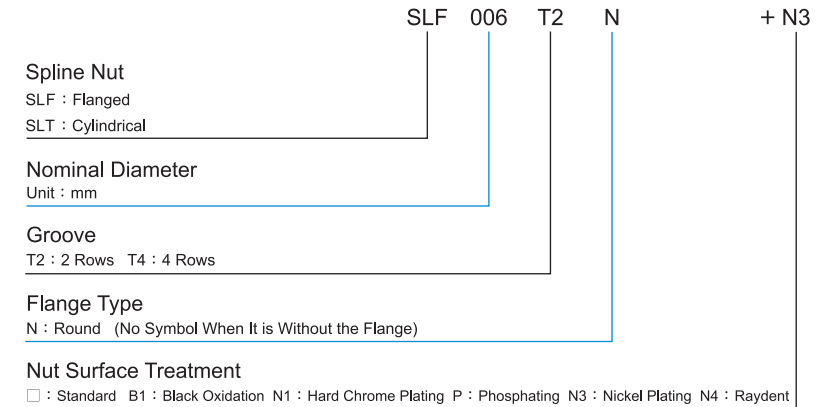 SLF 006 T2 N + N3
Spline Nut
SLF：Flanged
SLT：Cylindrical
Nominal Diameter
Unit：mm
Groove
T2：2 Rows T4：4 Rows
Flange Type
N：Round (No Symbol When It is Without the Flange)
Nut Surface Treatment
□：Standard B1：Black Oxidation N1：Hard Chrome Plating P：Phosphating N3：Nickel Plating N4：Raydent